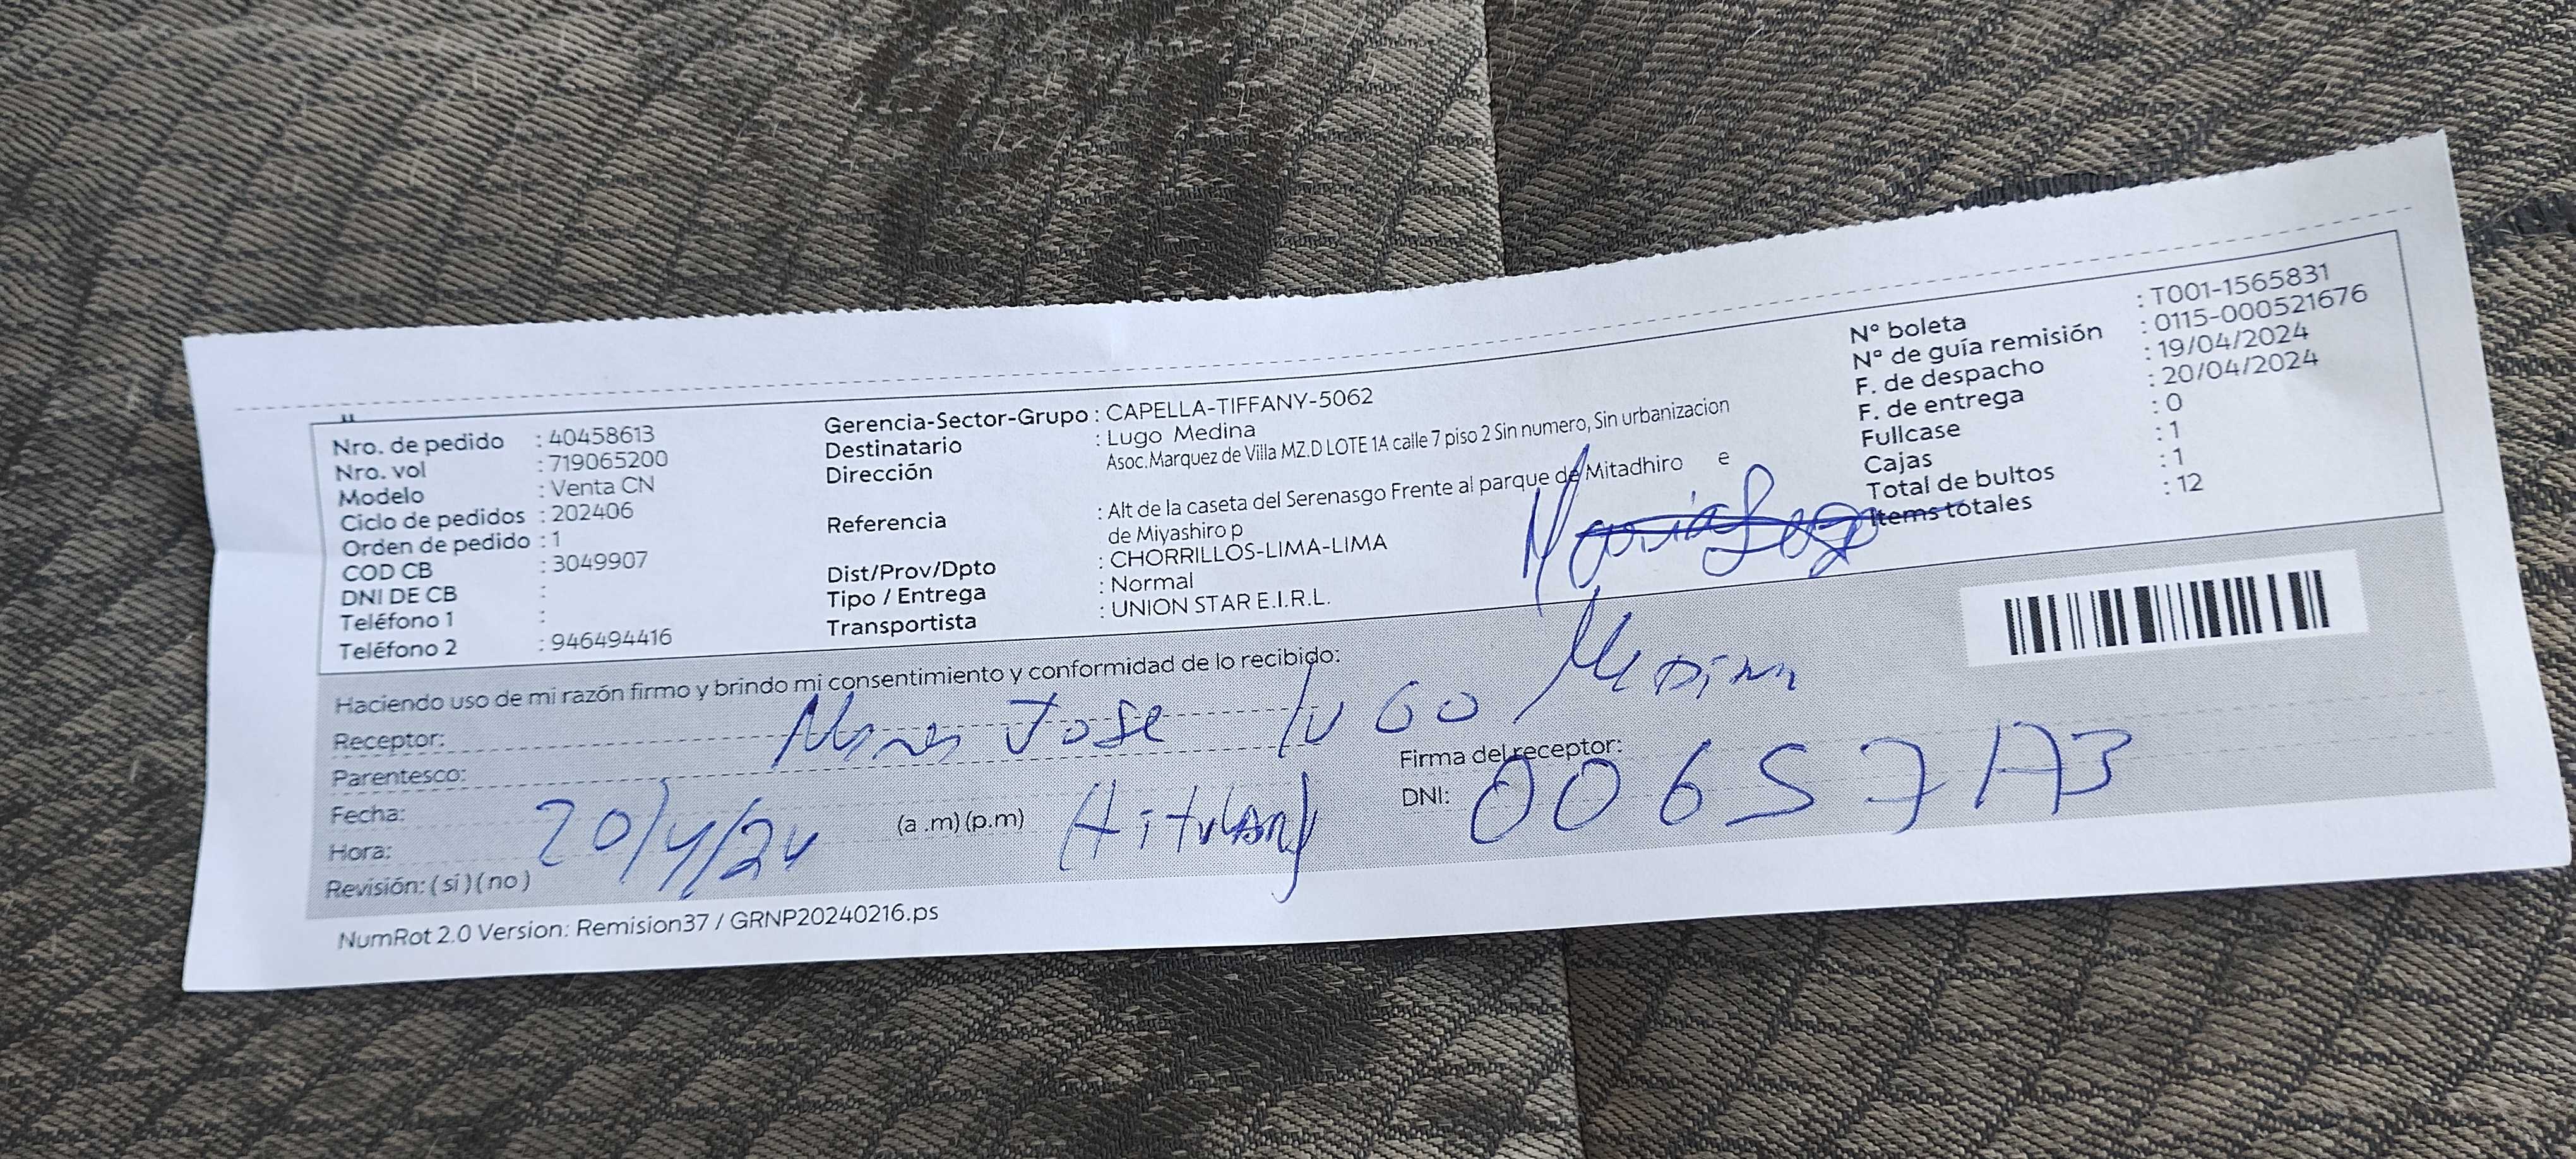 Nro. de pedido : 40458613
Nro. vol : 719065200
Modelo : Venta CN
Ciclo de pedidos : 202406
Orden de pedido : 1
COD CB : 3049907
DNI DE CB :
Teléfono 1 :
Teléfono 2 : 946494416
Gerencia-Sector-Grupo : CAPELLA-TIFFANY-5062
Destinatario : Lugo Medina
Dirección Asoc.Marquez de Villa MZ.D LOTE 1A calle 7 piso 2 Sin numero, Sin urbanizacion
Referencia : Alt de la caseta del Serenasgo Frente al parque de Mitadhiro e
de Miyashiro p
Dist/Prov/Dpto : CHORRILLOS-LIMA-LIMA
Tipo / Entrega : Normal
Transportista : UNION STAR E.I.R.L.
N° boleta : T001-1565831
N° de guía remisión : 0115-000521676
F. de despacho : 19/04/2024
F. de entrega : 20/04/2024
Fullcase : 0
Cajas : 1
Total de bultos : 1
Items totales : 12
Haciendo uso de mi razón firmo y brindo mi consentimiento y conformidad de lo recibido:
Receptor: Jose Lugo Medina
Parentesco:
Firma del receptor:
Fecha: 20/4/24
(a .m) (p.m) (titular)
DNI:
Hora:
Revisión: ( si ) ( no )
NumRot 2.0 Version: Remision37 / GRNP20240216.ps